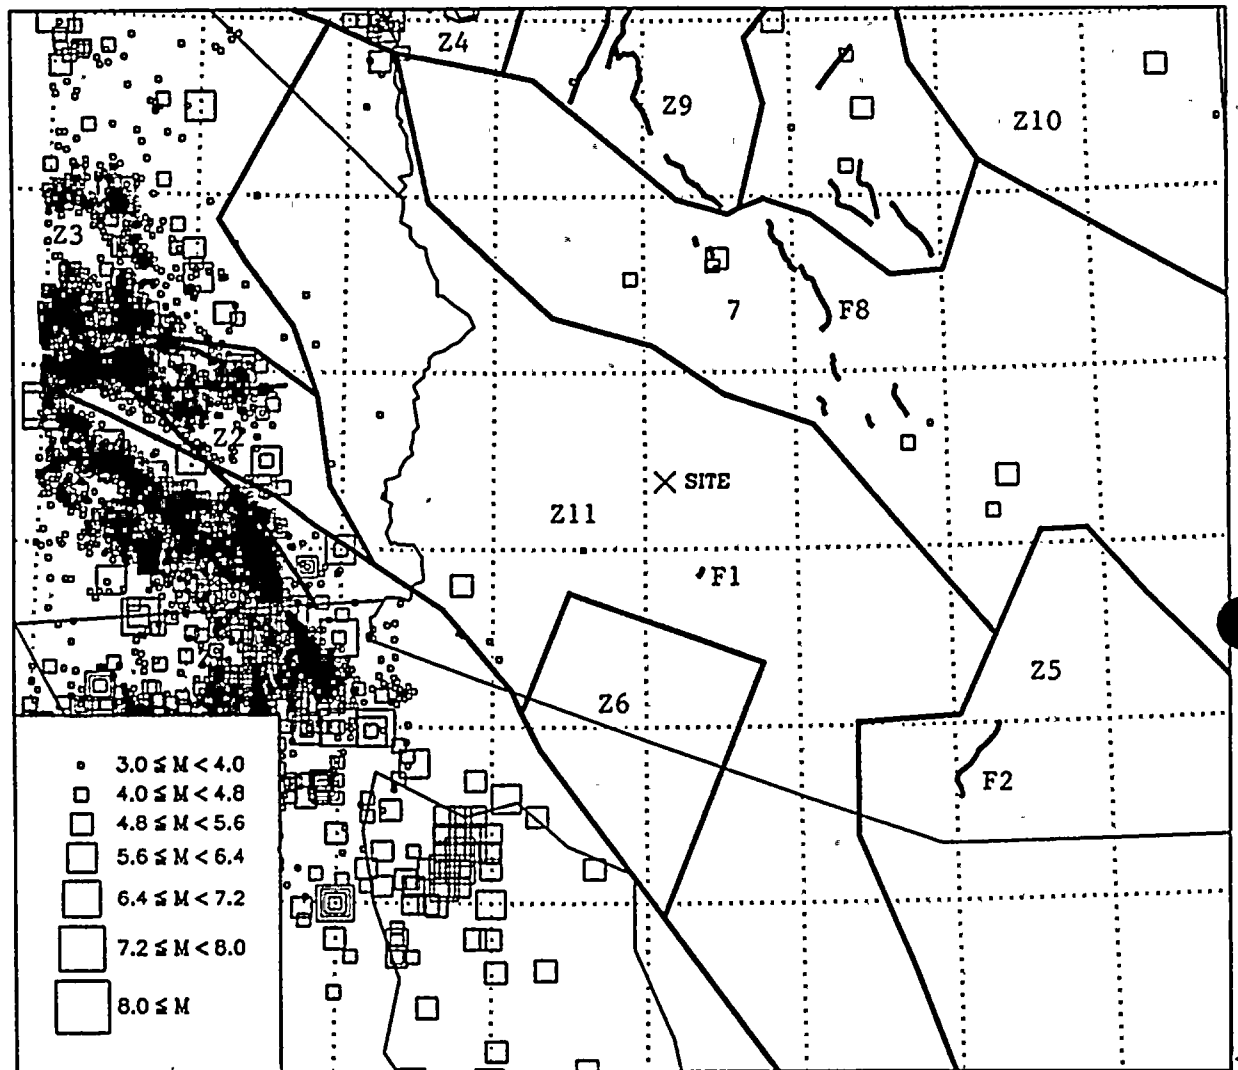 Z4
Z9
Z10
Z3
7
F8
Z2
SITE
Z11
F1
Z6
Z5
F2
3.0 ≤ M < 4.0
4.0 ≤ M < 4.8
4.8 ≤ M < 5.6
5.6 ≤ M < 6.4
6.4 ≤ M < 7.2
7.2 ≤ M < 8.0
8.0 ≤ M